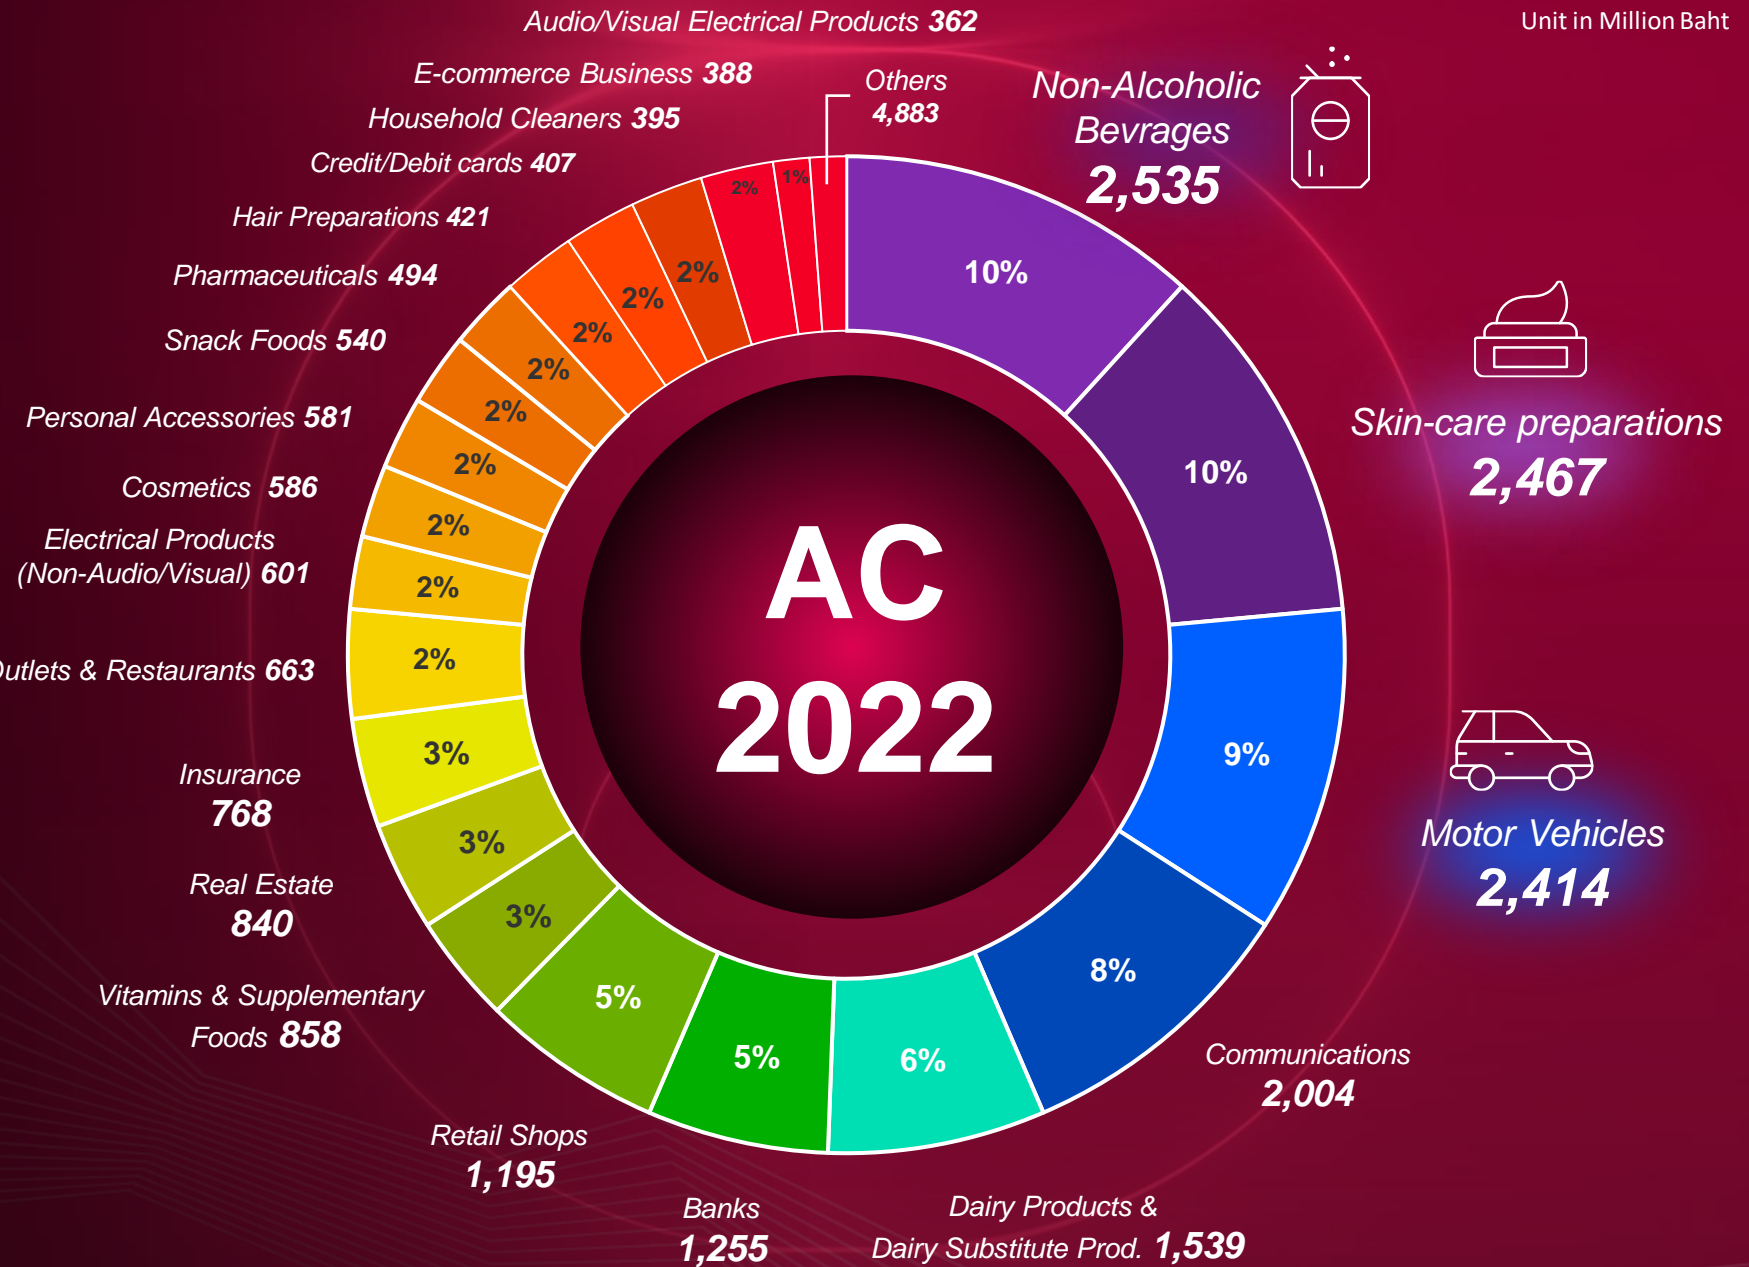 Audio/Visual Electrical Products 362
Unit in Million Baht
E-commerce Business 388
Others
4,883
Household Cleaners 395
Credit/Debit cards 407
Hair Preparations 421
Pharmaceuticals 494
Snack Foods 540
Personal Accessories 581
Cosmetics 586
Electrical Products
(Non-Audio/Visual) 601
Outlets & Restaurants 663
Insurance
768
Real Estate
840
Vitamins & Supplementary
Foods 858
Retail Shops
1,195
Banks
1,255
Dairy Products &
Dairy Substitute Prod. 1,539
Communications
2,004
Motor Vehicles
2,414
Skin-care preparations
2,467
Non-Alcoholic
Bevrages
2,535
10%
10%
9%
8%
6%
5%
5%
3%
3%
3%
2%
2%
2%
2%
2%
2%
2%
2%
2%
2%
1%
AC
2022